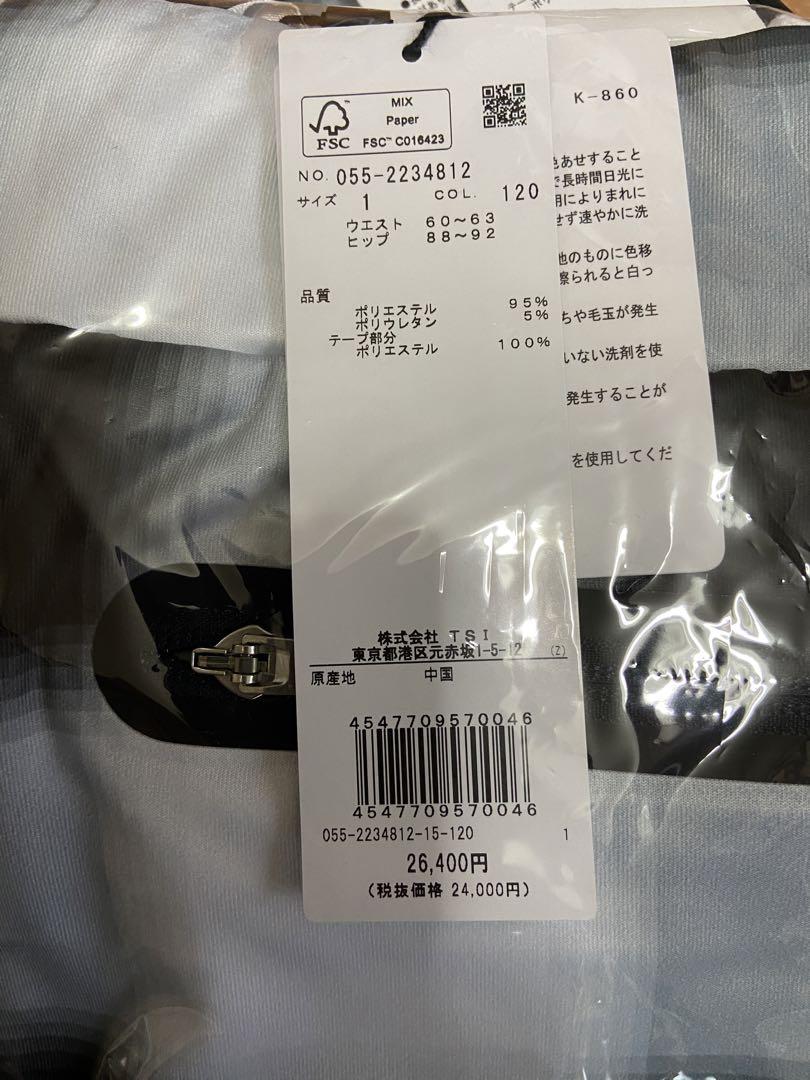 MIX
Paper
FSC™ C016423
FSC
NO. 055-2234812
サイズ 1 COL. 120
ウエスト 60～63
ヒップ 88～92
品質
ポリエステル 95%
ポリウレタン 5%
テープ部分
ポリエステル 100%
株式会社 TSI
東京都港区元赤坂1-5-12 (Z)
原産地 中国
4547709570046
4547709570046
055-2234812-15-120 1
26,400円
(税抜価格 24,000円)
K-860
色あせすること
で長時間日光に
用によりまれに
せず速やかに洗
他のものに色移
擦られると白っ
ちや毛玉が発生
いない洗剤を使
発生することが
を使用してくだ